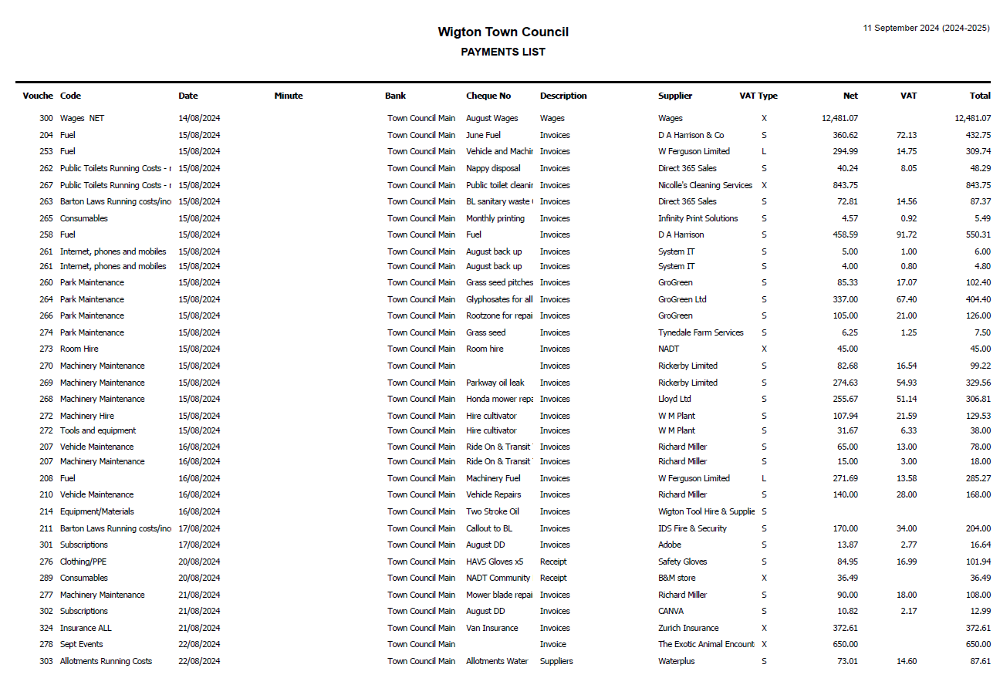 11 September 2024 (2024-2025)
Wigton Town Council
PAYMENTS LIST
Vouche Code Date Minute Bank Cheque No Description Supplier VAT Type Net VAT Total
300 Wages NET 14/08/2024 Town Council Main August Wages Wages Wages X 12,481.07 12,481.07
204 Fuel 15/08/2024 Town Council Main June Fuel Invoices D A Harrison & Co S 360.62 72.13 432.75
253 Fuel 15/08/2024 Town Council Main Vehicle and Machin Invoices W Ferguson Limited L 294.99 14.75 309.74
262 Public Toilets Running Costs - r 15/08/2024 Town Council Main Nappy disposal Invoices Direct 365 Sales S 40.24 8.05 48.29
267 Public Toilets Running Costs - r 15/08/2024 Town Council Main Public toilet cleanin Invoices Nicolle's Cleaning Services X 843.75 843.75
263 Barton Laws Running costs/inc 15/08/2024 Town Council Main BL sanitary waste Invoices Direct 365 Sales S 72.81 14.56 87.37
265 Consumables 15/08/2024 Town Council Main Monthly printing Invoices Infinity Print Solutions S 4.57 0.92 5.49
258 Fuel 15/08/2024 Town Council Main Fuel Invoices D A Harrison S 458.59 91.72 550.31
261 Internet, phones and mobiles 15/08/2024 Town Council Main August back up Invoices System IT S 5.00 1.00 6.00
261 Internet, phones and mobiles 15/08/2024 Town Council Main August back up Invoices System IT S 4.00 0.80 4.80
260 Park Maintenance 15/08/2024 Town Council Main Grass seed pitches Invoices GroGreen S 85.33 17.07 102.40
264 Park Maintenance 15/08/2024 Town Council Main Glyphosates for all Invoices GroGreen Ltd S 337.00 67.40 404.40
266 Park Maintenance 15/08/2024 Town Council Main Rootzone for repai Invoices GroGreen S 105.00 21.00 126.00
274 Park Maintenance 15/08/2024 Town Council Main Grass seed Invoices Tynedale Farm Services S 6.25 1.25 7.50
273 Room Hire 15/08/2024 Town Council Main Room hire Invoices NADT X 45.00 45.00
270 Machinery Maintenance 15/08/2024 Town Council Main Invoices Rickerby Limited S 82.68 16.54 99.22
269 Machinery Maintenance 15/08/2024 Town Council Main Parkway oil leak Invoices Rickerby Limited S 274.63 54.93 329.56
268 Machinery Maintenance 15/08/2024 Town Council Main Honda mower repa Invoices Lloyd Ltd S 255.67 51.14 306.81
272 Machinery Hire 15/08/2024 Town Council Main Hire cultivator Invoices W M Plant S 107.94 21.59 129.53
272 Tools and equipment 15/08/2024 Town Council Main Hire cultivator Invoices W M Plant S 31.67 6.33 38.00
207 Vehicle Maintenance 16/08/2024 Town Council Main Ride On & Transit Invoices Richard Miller S 65.00 13.00 78.00
207 Machinery Maintenance 16/08/2024 Town Council Main Ride On & Transit Invoices Richard Miller S 15.00 3.00 18.00
208 Fuel 16/08/2024 Town Council Main Machinery Fuel Invoices W Ferguson Limited L 271.69 13.58 285.27
210 Vehicle Maintenance 16/08/2024 Town Council Main Vehicle Repairs Invoices Richard Miller S 140.00 28.00 168.00
214 Equipment/Materials 16/08/2024 Town Council Main Two Stroke Oil Invoices Wigton Tool Hire & Supplie S
211 Barton Laws Running costs/inc 17/08/2024 Town Council Main Callout to BL Invoices IDS Fire & Security S 170.00 34.00 204.00
301 Subscriptions 17/08/2024 Town Council Main August DD Invoices Adobe S 13.87 2.77 16.64
276 Clothing/PPE 20/08/2024 Town Council Main HAVS Gloves x5 Receipt Safety Gloves S 84.95 16.99 101.94
289 Consumables 20/08/2024 Town Council Main NADT Community Receipt B&M store X 36.49 36.49
277 Machinery Maintenance 21/08/2024 Town Council Main Mower blade repai Invoices Richard Miller S 90.00 18.00 108.00
302 Subscriptions 21/08/2024 Town Council Main August DD Invoices CANVA S 10.82 2.17 12.99
324 Insurance ALL 21/08/2024 Town Council Main Van Insurance Invoices Zurich Insurance X 372.61 372.61
278 Sept Events 22/08/2024 Town Council Main Invoice The Exotic Animal Encount X 650.00 650.00
303 Allotments Running Costs 22/08/2024 Town Council Main Allotments Water Suppliers Waterplus S 73.01 14.60 87.61